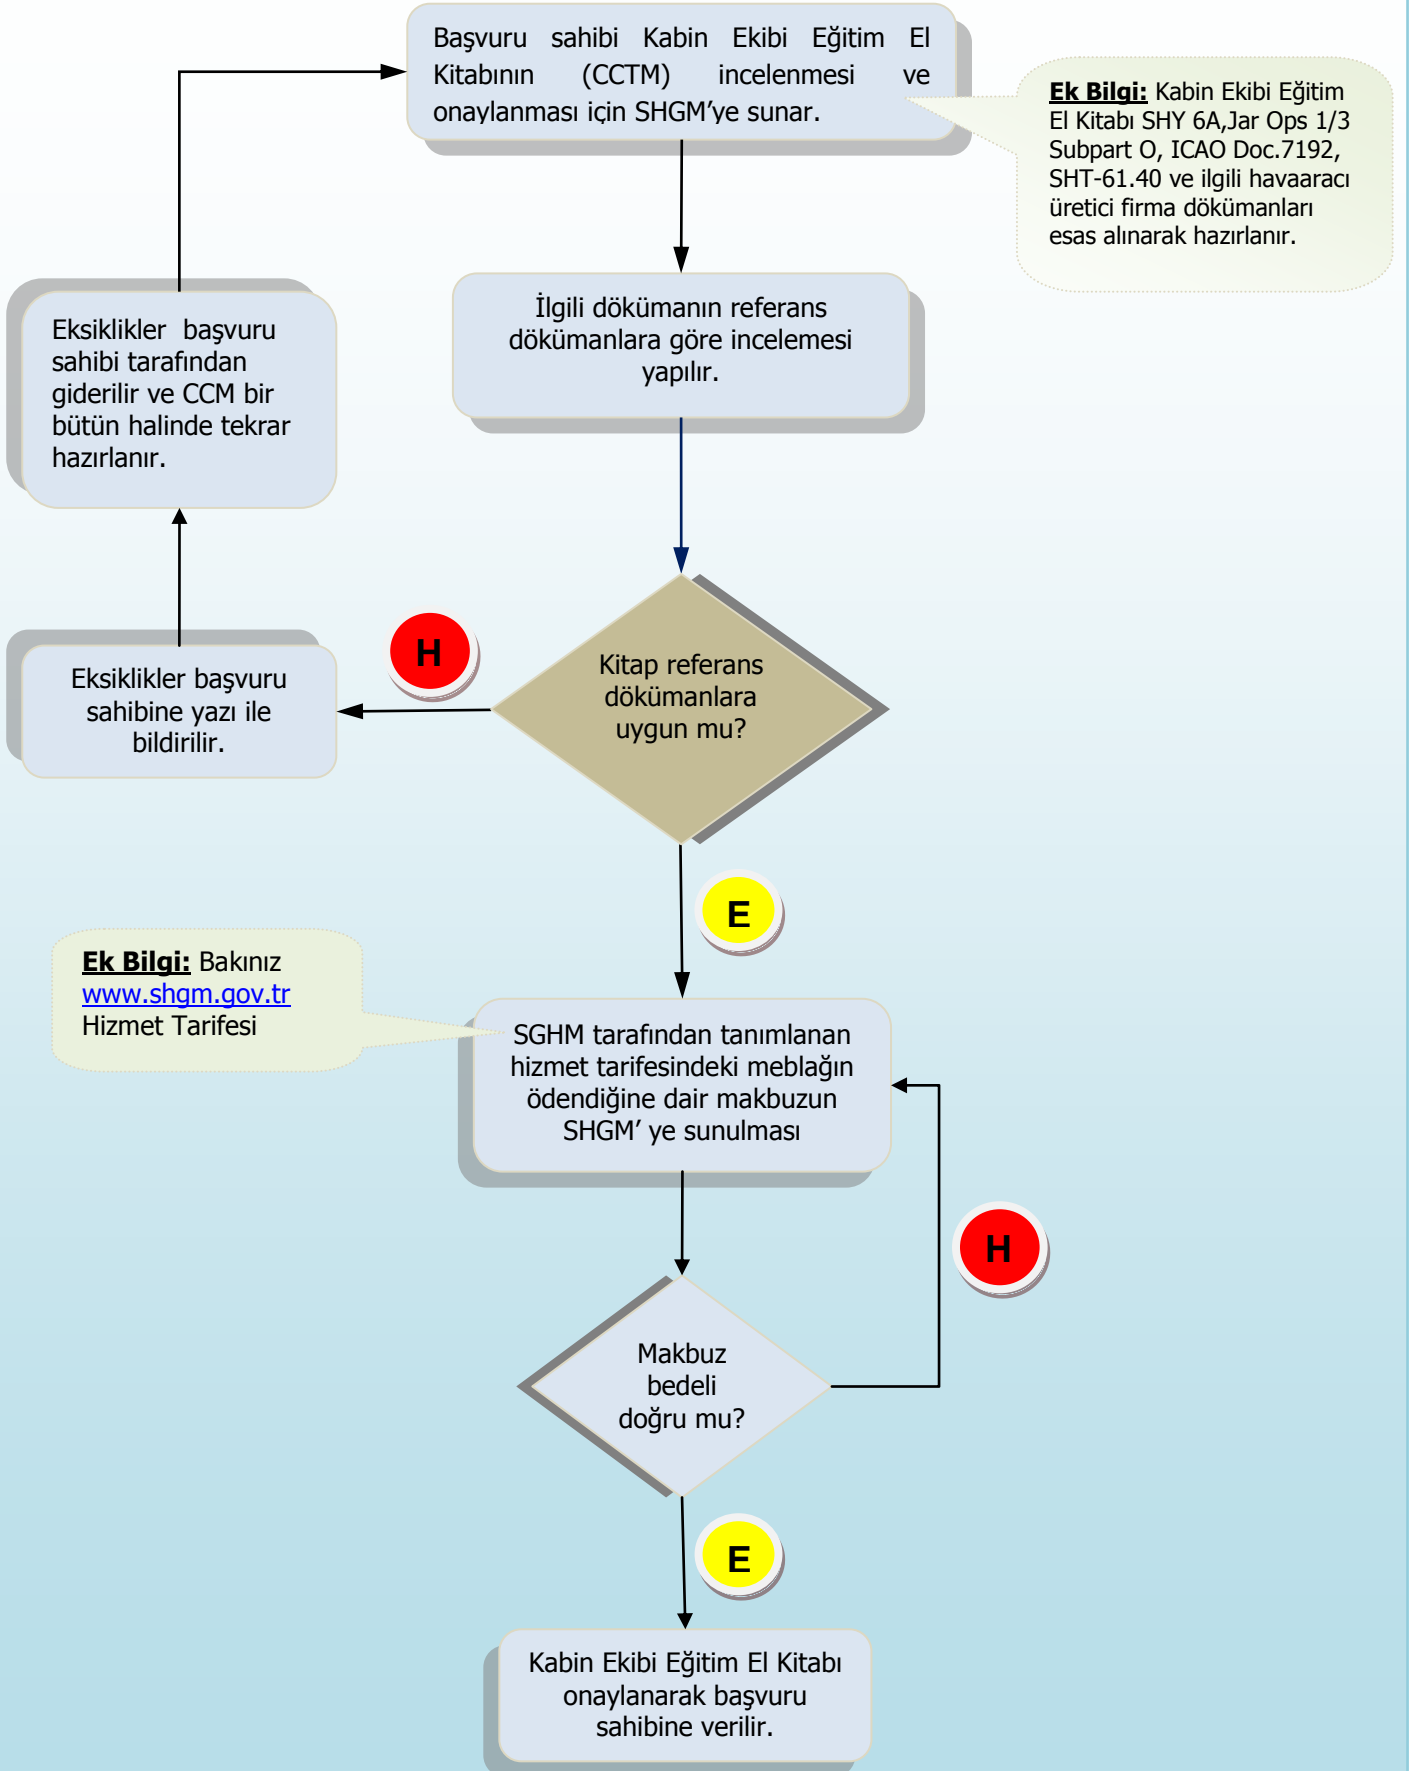 Başvuru sahibi Kabin Ekibi Eğitim El
Kitabının (CCTM) incelenmesi ve
onaylanması için SHGM’ye sunar.
Ek Bilgi: Kabin Ekibi Eğitim
El Kitabı SHY 6A,Jar Ops 1/3
Subpart O, ICAO Doc.7192,
SHT-61.40 ve ilgili havaaracı
üretici firma dökümanları
esas alınarak hazırlanır.
İlgili dökümanın referans
dökümanlara göre incelemesi
yapılır.
Eksiklikler başvuru
sahibi tarafından
giderilir ve CCM bir
bütün halinde tekrar
hazırlanır.
Kitap referans
dökümanlara
uygun mu?
H
Eksiklikler başvuru
sahibine yazı ile
bildirilir.
E
Ek Bilgi: Bakınız
www.shgm.gov.tr
Hizmet Tarifesi
SGHM tarafından tanımlanan
hizmet tarifesindeki meblağın
ödendiğine dair makbuzun
SHGM’ ye sunulması
H
Makbuz
bedeli
doğru mu?
E
Kabin Ekibi Eğitim El Kitabı
onaylanarak başvuru
sahibine verilir.